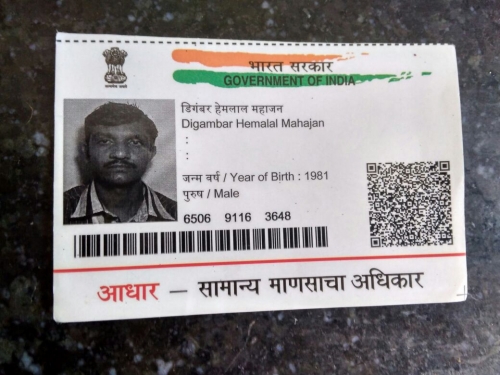 भारत सरकार
GOVERNMENT OF INDIA
डिगंबर हेमलाल महाजन
Digambar Hemalal Mahajan
:
:
जन्म वर्ष / Year of Birth : 1981
पुरुष / Male
6506 9116 3648
आधार – सामान्य माणसाचा अधिकार